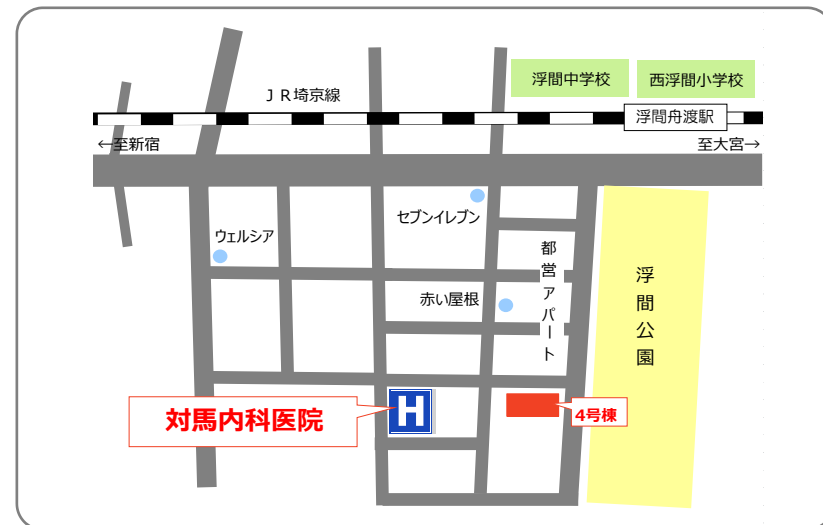 浮間中学校
西浮間小学校
ＪＲ埼京線
浮間舟渡駅
←至新宿
至大宮→
セブンイレブン
ウェルシア
都営アパート
浮間公園
赤い屋根
H
対馬内科医院
4号棟